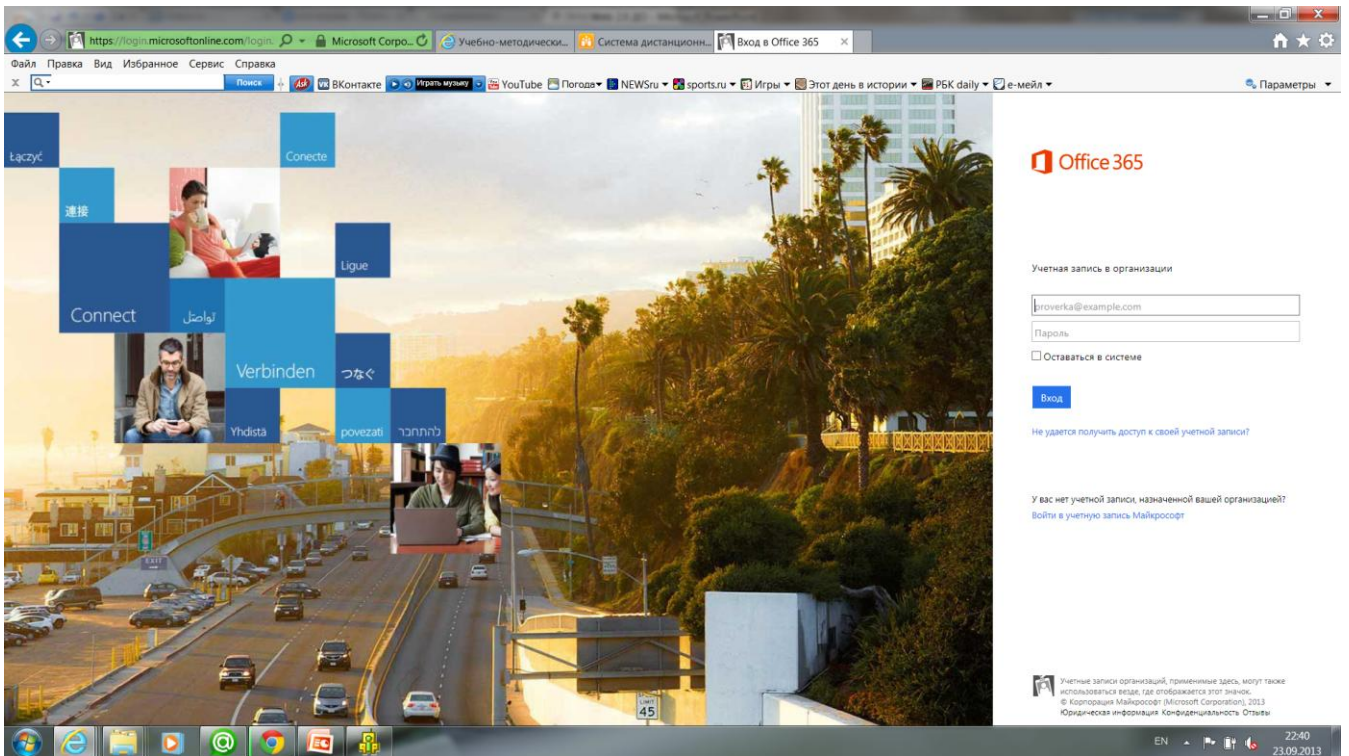 https://login.microsoftonline.com/login.
Microsoft Corpo...
Учебно-методически...
Система дистанционн...
Вход в Office 365
Файл Правка Вид Избранное Сервис Справка
Поиск
ВКонтакте
Играть музыку
YouTube
Погода
NEWSru
sports.ru
Игры
Этот день в истории
РБК daily
е-мейл
Параметры
Łączyć
Conecte
連接
Ligue
Connect
تواصل
Verbinden
つなぐ
Yhdistä
povezati
להתחבר
EXIT
LIMIT
45
Office 365
Учетная запись в организации
proverka@example.com
Пароль
Оставаться в системе
Вход
Не удается получить доступ к своей учетной записи?
У вас нет учетной записи, назначенной вашей организацией?
Войти в учетную запись Майкрософт
Учетные записи организаций, применимые здесь, могут также
использоваться везде, где отображается этот значок.
© Корпорация Майкрософт (Microsoft Corporation), 2013
Юридическая информация Конфиденциальность Отзывы
EN
22:40
23.09.2013